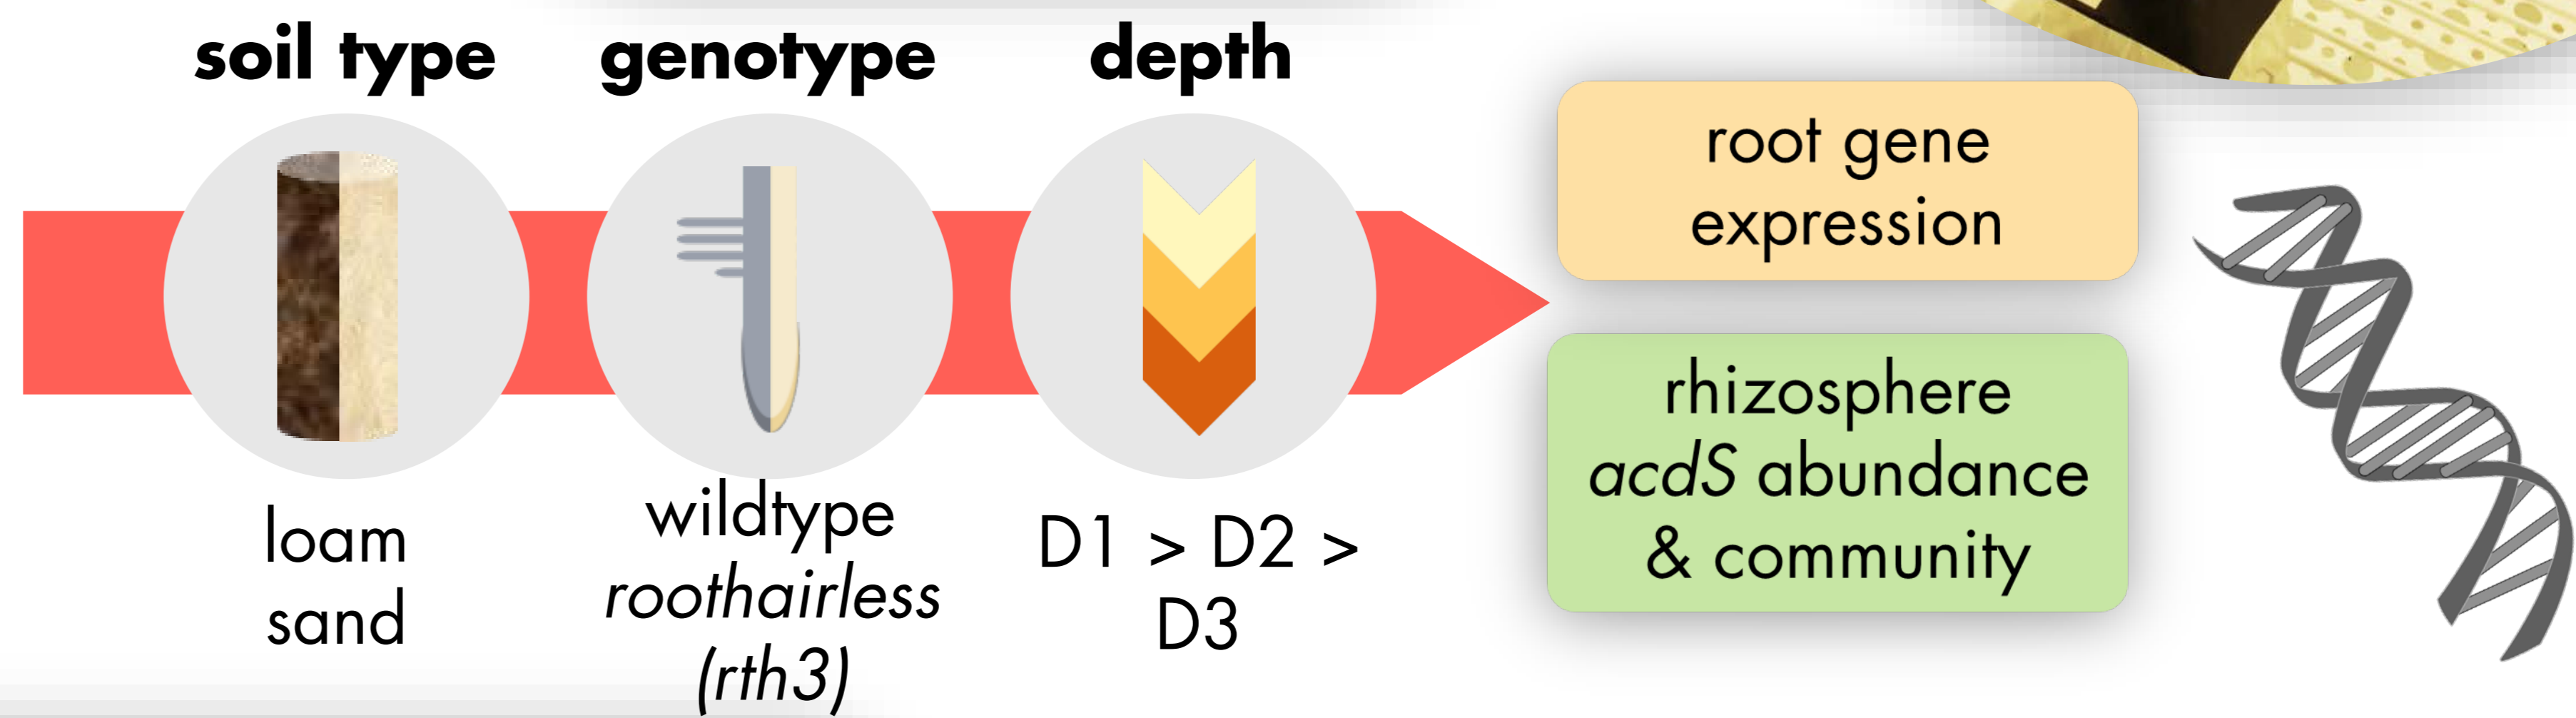 soil type
genotype
depth
loam
sand
wildtype
roothairless
(rth3)
D1 > D2 >
D3
root gene
expression
rhizosphere
acdS abundance
& community